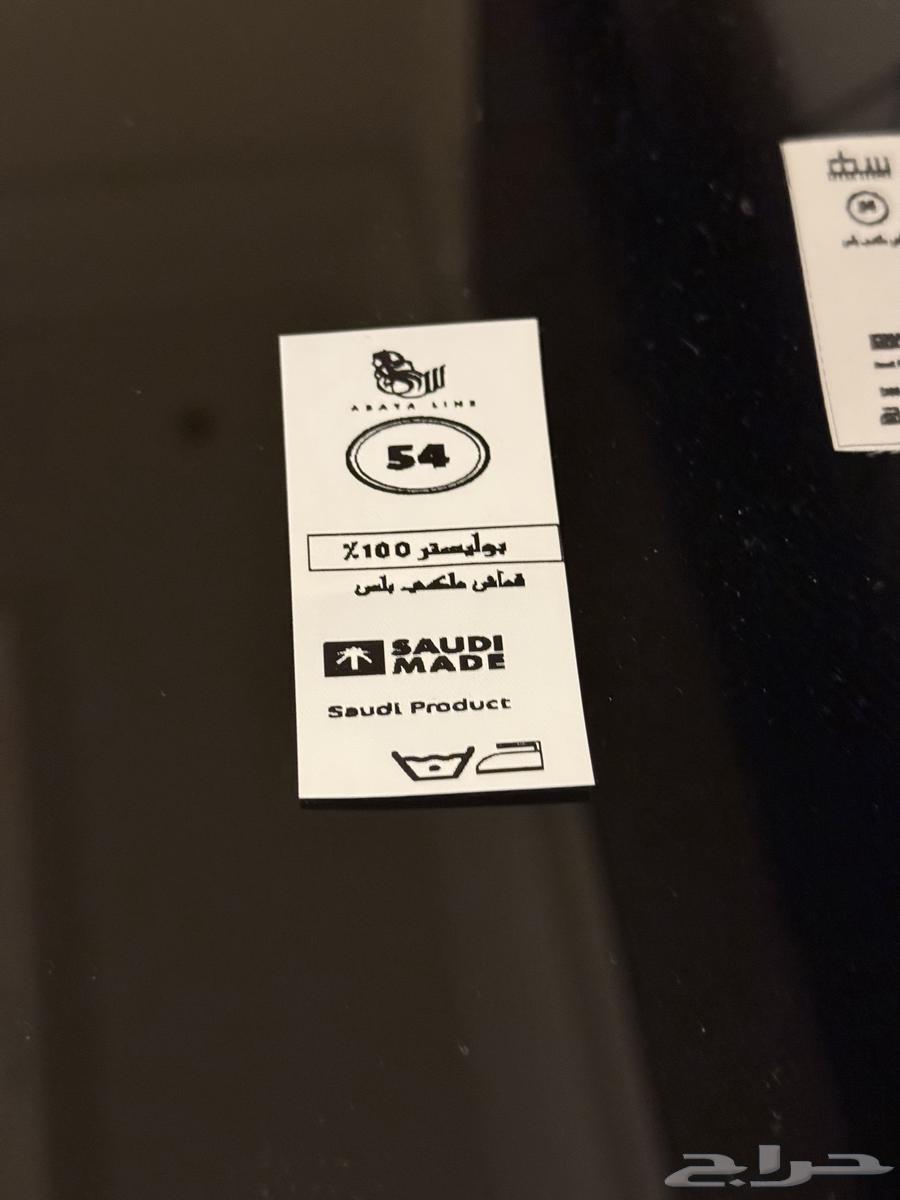 ABAYA LINE
54
بوليستر 100%
قماش ملكي بلس
SAUDI
MADE
Saudi Product
حراج